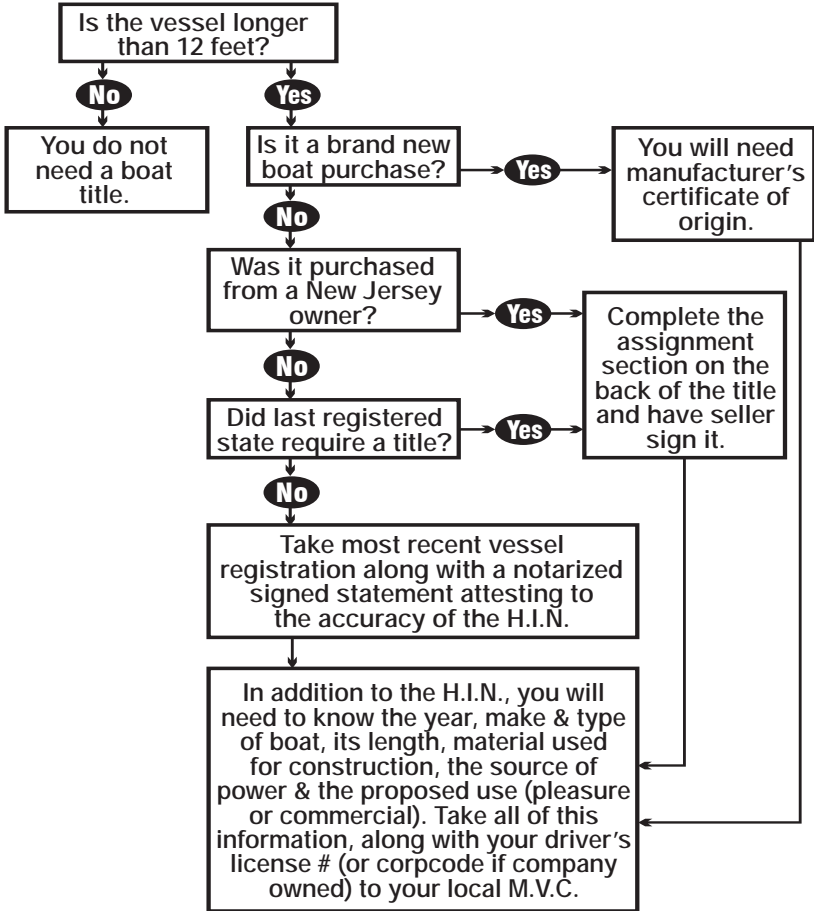 Is the vessel longer
than 12 feet?
No
Yes
You do not
need a boat
title.
Is it a brand new
boat purchase?
Yes
You will need
manufacturer's
certificate of
origin.
No
Was it purchased
from a New Jersey
owner?
Yes
Complete the
assignment
section on the
back of the title
and have seller
sign it.
No
Did last registered
state require a title?
Yes
No
Take most recent vessel
registration along with a notarized
signed statement attesting to
the accuracy of the H.I.N.
In addition to the H.I.N., you will
need to know the year, make & type
of boat, its length, material used
for construction, the source of
power & the proposed use (pleasure
or commercial). Take all of this
information, along with your driver's
license # (or corpcode if company
owned) to your local M.V.C.